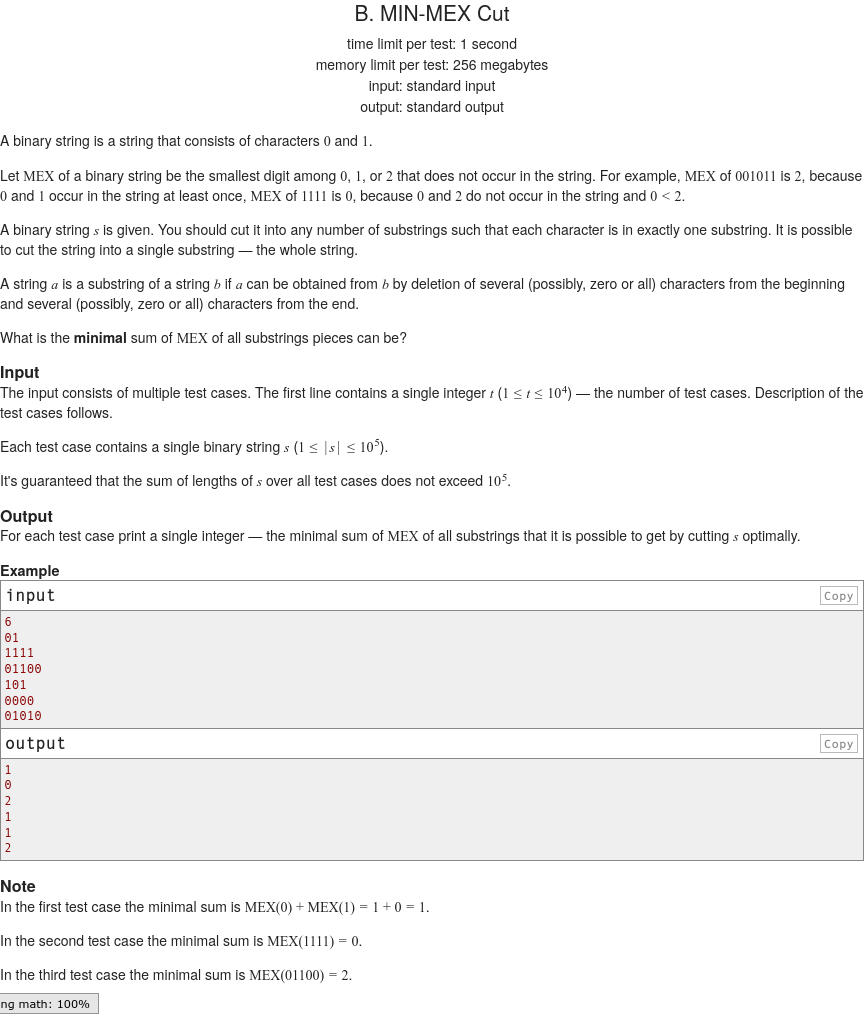 B. MIN-MEX Cut
time limit per test: 1 second
memory limit per test: 256 megabytes
input: standard input
output: standard output
A binary string is a string that consists of characters 0 and 1.
Let MEX of a binary string be the smallest digit among 0, 1, or 2 that does not occur in the string. For example, MEX of 001011 is 2, because
0 and 1 occur in the string at least once, MEX of 1111 is 0, because 0 and 2 do not occur in the string and 0 < 2.
A binary string s is given. You should cut it into any number of substrings such that each character is in exactly one substring. It is possible
to cut the string into a single substring — the whole string.
A string a is a substring of a string b if a can be obtained from b by deletion of several (possibly, zero or all) characters from the beginning
and several (possibly, zero or all) characters from the end.
What is the minimal sum of MEX of all substrings pieces can be?
Input
The input consists of multiple test cases. The first line contains a single integer t (1 ≤ t ≤ 10^4) — the number of test cases. Description of the
test cases follows.
Each test case contains a single binary string s (1 ≤ |s| ≤ 10^5).
It's guaranteed that the sum of lengths of s over all test cases does not exceed 10^5.
Output
For each test case print a single integer — the minimal sum of MEX of all substrings that it is possible to get by cutting s optimally.
Example
input Copy
6
01
1111
01100
101
0000
01010
output Copy
1
0
2
1
1
2
Note
In the first test case the minimal sum is MEX(0) + MEX(1) = 1 + 0 = 1.
In the second test case the minimal sum is MEX(1111) = 0.
In the third test case the minimal sum is MEX(01100) = 2.
ng math: 100%